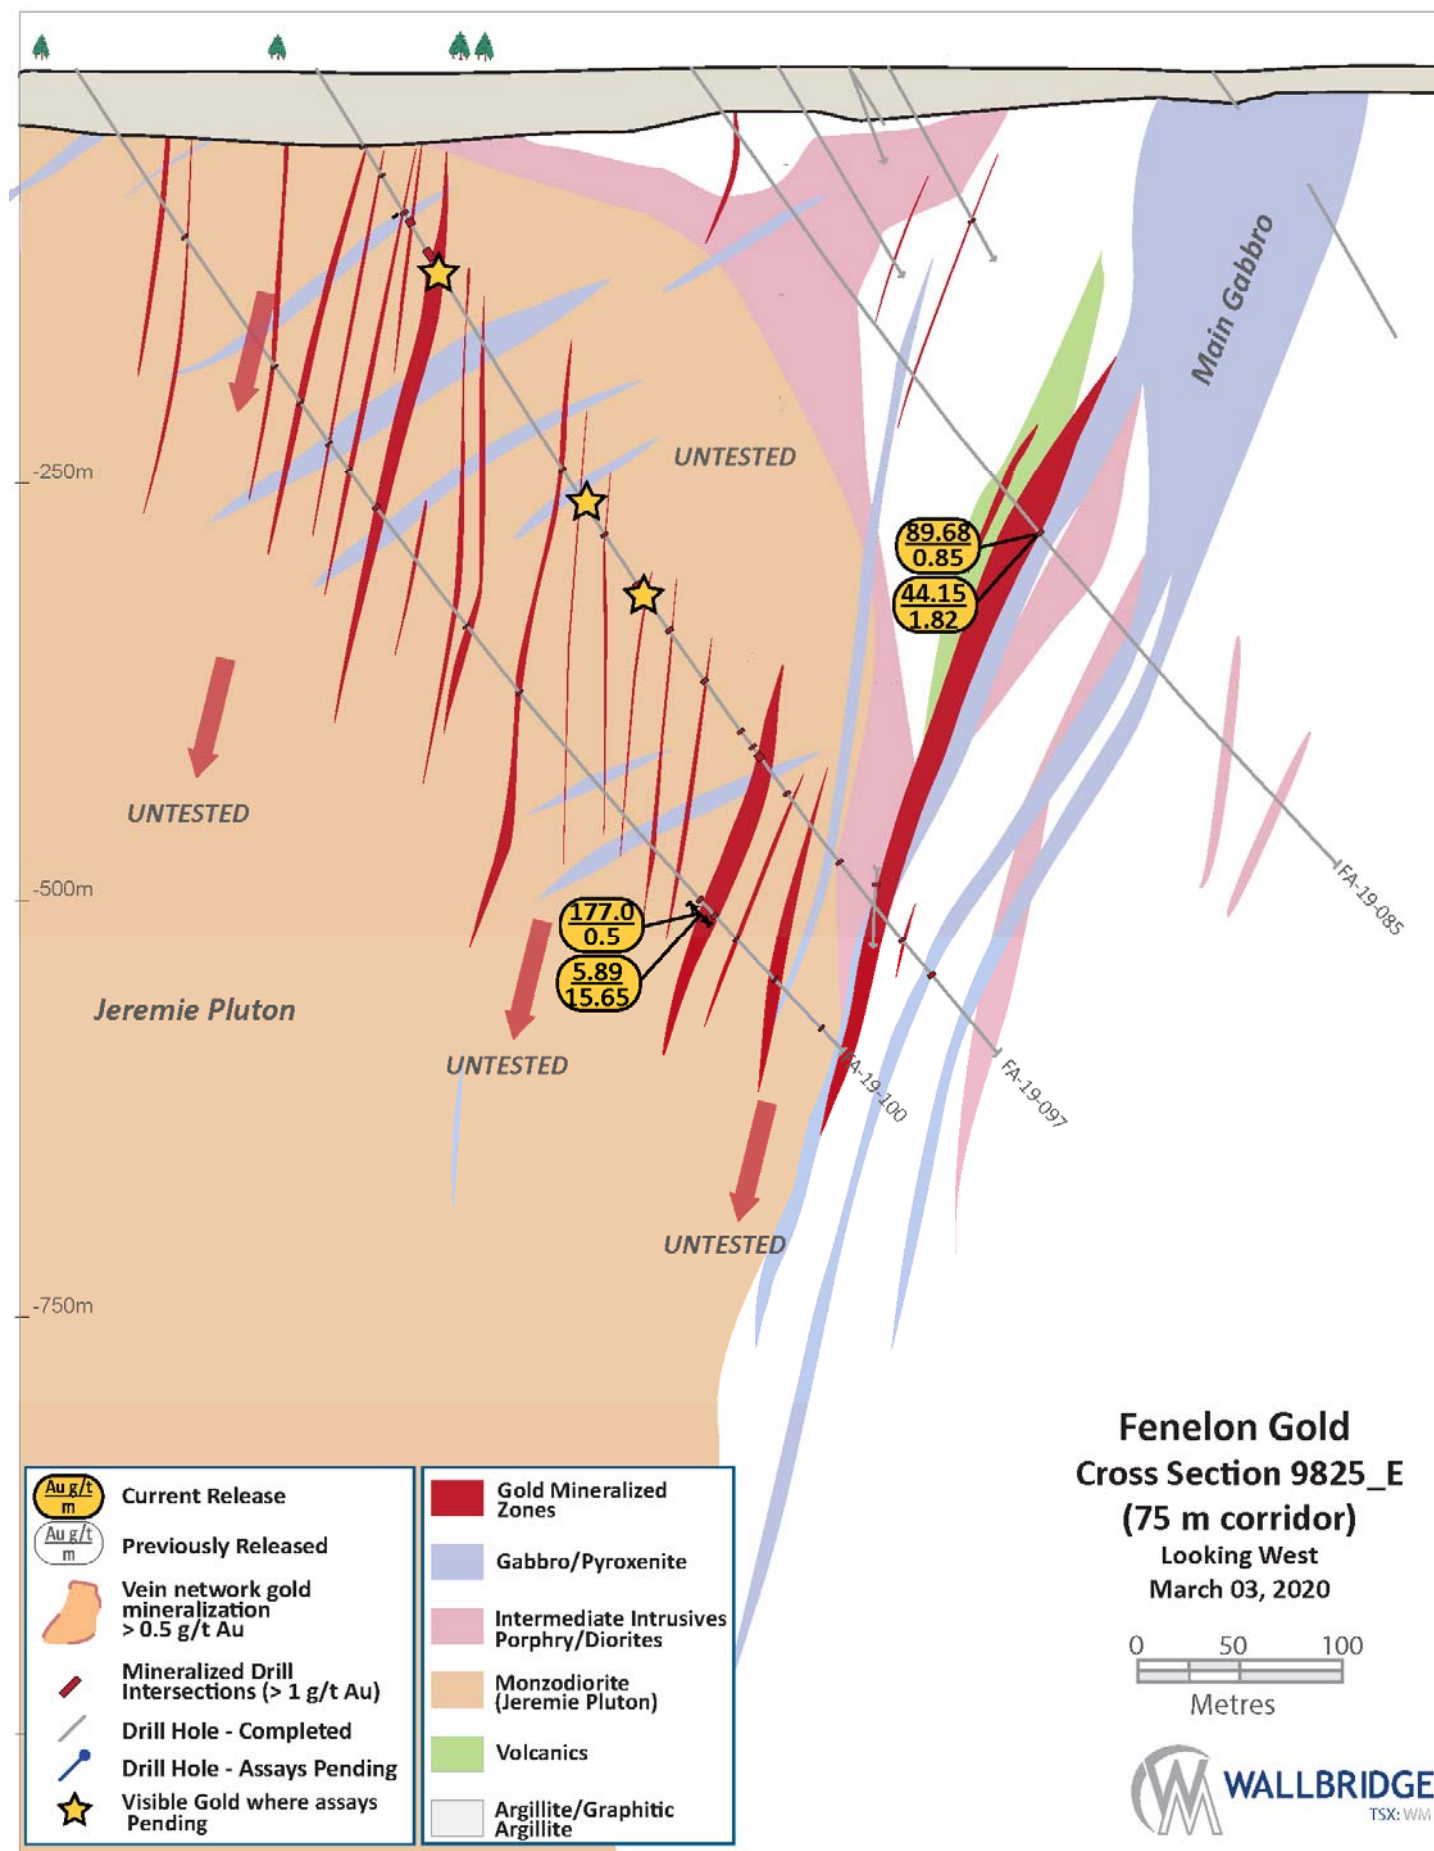 Main Gabbro
UNTESTED
-250m
89.68
0.85
44.15
1.82
UNTESTED
-500m
FA-19-085
177.0
0.5
5.89
15.65
Jeremie Pluton
UNTESTED
FA-19-100
FA-19-097
UNTESTED
-750m
Fenelon Gold
Cross Section 9825_E
(75 m corridor)
Looking West
March 03, 2020
0 50 100
Metres
Au g/t
m
Current Release
Au g/t
m
Previously Released
Vein network gold
mineralization
> 0.5 g/t Au
Mineralized Drill
Intersections (> 1 g/t Au)
Drill Hole - Completed
Drill Hole - Assays Pending
Visible Gold where assays
Pending
Gold Mineralized
Zones
Gabbro/Pyroxenite
Intermediate Intrusives
Porphry/Diorites
Monzodiorite
(Jeremie Pluton)
Volcanics
Argillite/Graphitic
Argillite
WALLBRIDGE
TSX: WM